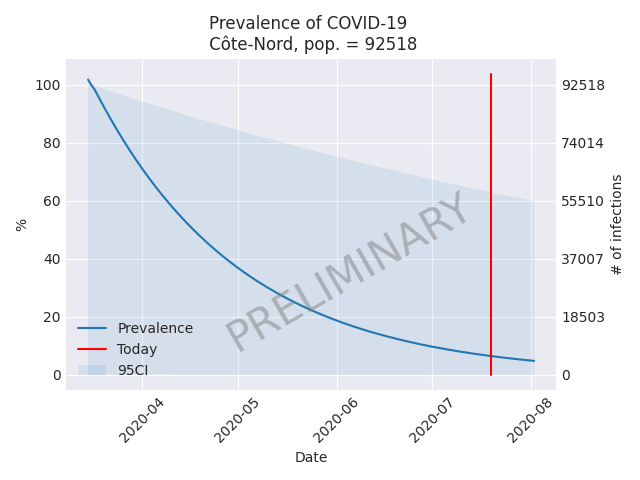 Prevalence of COVID-19
Côte-Nord, pop. = 92518
100
80
60
40
20
0
%
92518
74014
55510
37007
18503
0
# of infections
PRELIMINARY
Prevalence
Today
95CI
2020-04
2020-05
2020-06
2020-07
2020-08
Date